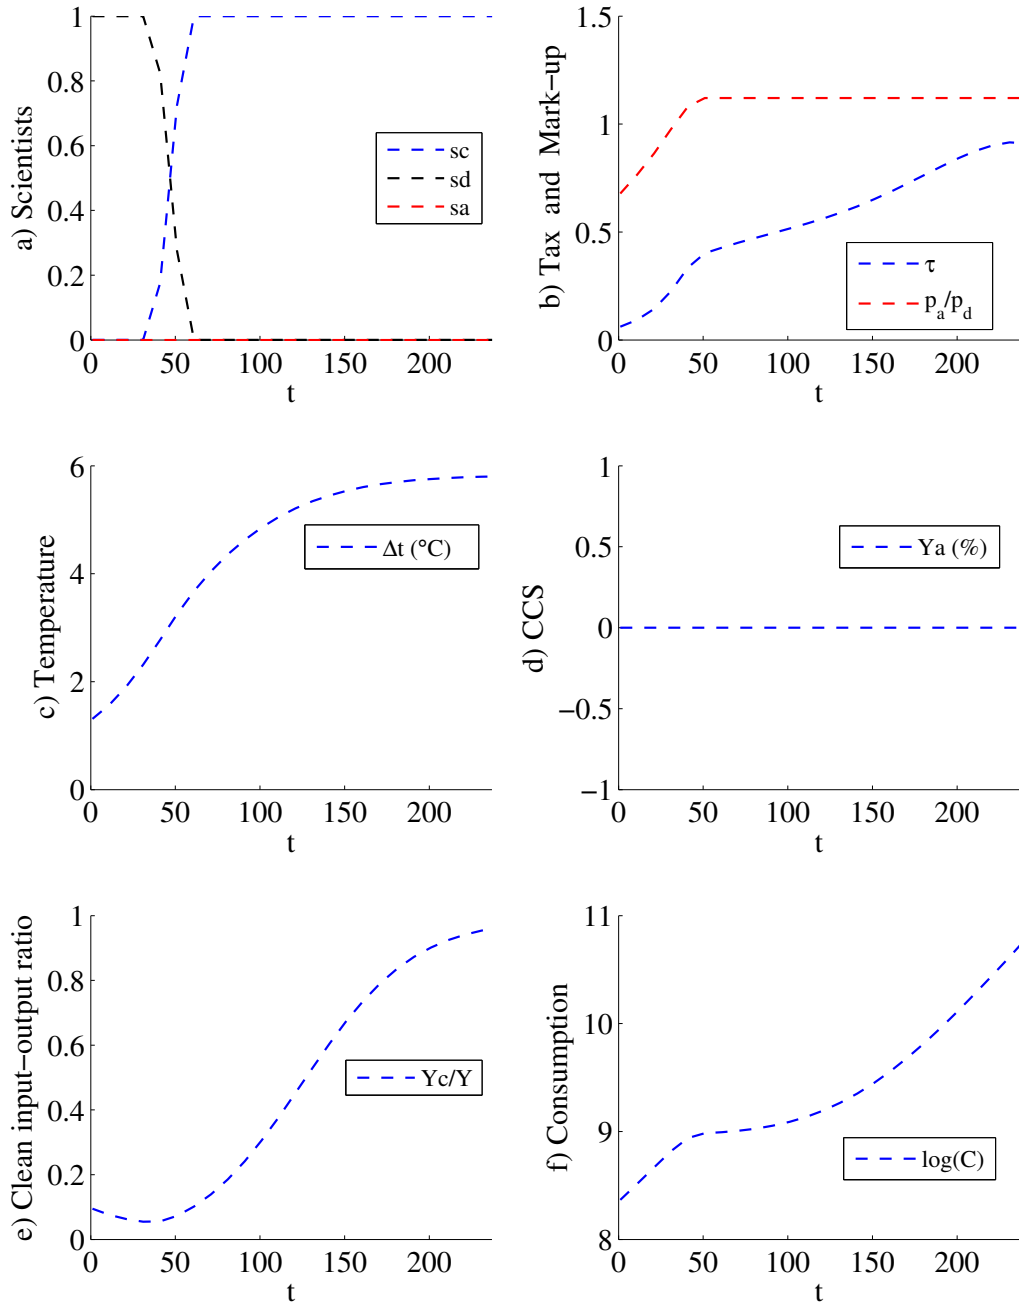 a) Scientists
1
0.8
0.6
0.4
0.2
0
0 50 100 150 200
t
sc
sd
sa
b) Tax and Mark−up
1.5
1
0.5
0
0 50 100 150 200
t
τ
p_a/p_d
c) Temperature
6
4
2
0
0 50 100 150 200
t
Δt (°C)
d) CCS
1
0.5
0
−0.5
−1
0 50 100 150 200
t
Ya (%)
e) Clean input−output ratio
1
0.8
0.6
0.4
0.2
0
0 50 100 150 200
t
Yc/Y
f) Consumption
11
10
9
8
0 50 100 150 200
t
log(C)